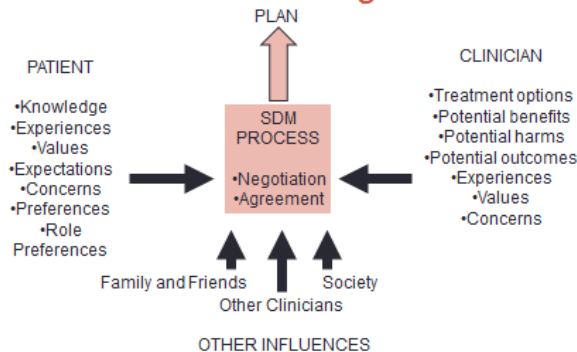 PLAN
PATIENT
•Knowledge
•Experiences
•Values
•Expectations
•Concerns
•Preferences
•Role
Preferences
SDM
PROCESS
•Negotiation
•Agreement
CLINICIAN
•Treatment options
•Potential benefits
•Potential harms
•Potential outcomes
•Experiences
•Values
•Concerns
Family and Friends
Society
Other Clinicians
OTHER INFLUENCES